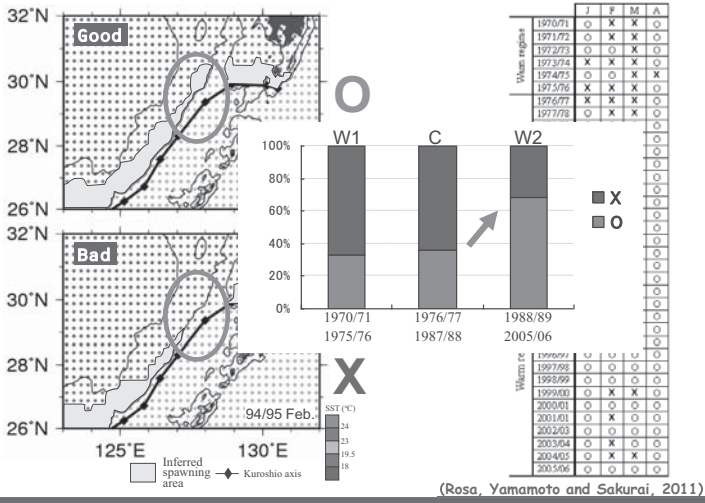 32˚N
Good
30˚N
28˚N
26˚N
O
32˚N
Bad
30˚N
28˚N
26˚N
125˚E
130˚E
X
94/95 Feb.
SST (°C)
24
23
19.5
18
Inferred
spawning
area
Kuroshio axis
W1 C W2
100%
80%
60%
40%
20%
0%
X
O
1970/71 1976/77 1988/89
1975/76 1987/88 2005/06
J F M A
Warm regime
1970/71 O X X O
1971/72 O X X O
1972/73 O O X O
1973/74 X X X O
1974/75 O O X X
1975/76 X X X O
1976/77 X X X O
1977/78 O X X O
Warm re
1996/97 O O O O
1997/98 O O O O
1998/99 O O O O
1999/00 O X X O
2000/01 O O O O
2001/01 O X O O
2002/03 O O O O
2003/04 O X O O
2004/05 O X X O
2005/06 O O O O
(Rosa, Yamamoto and Sakurai, 2011)